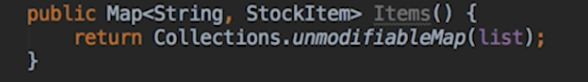 public Map<String, StockItem> Items() {
return Collections.unmodifiableMap(list);
}